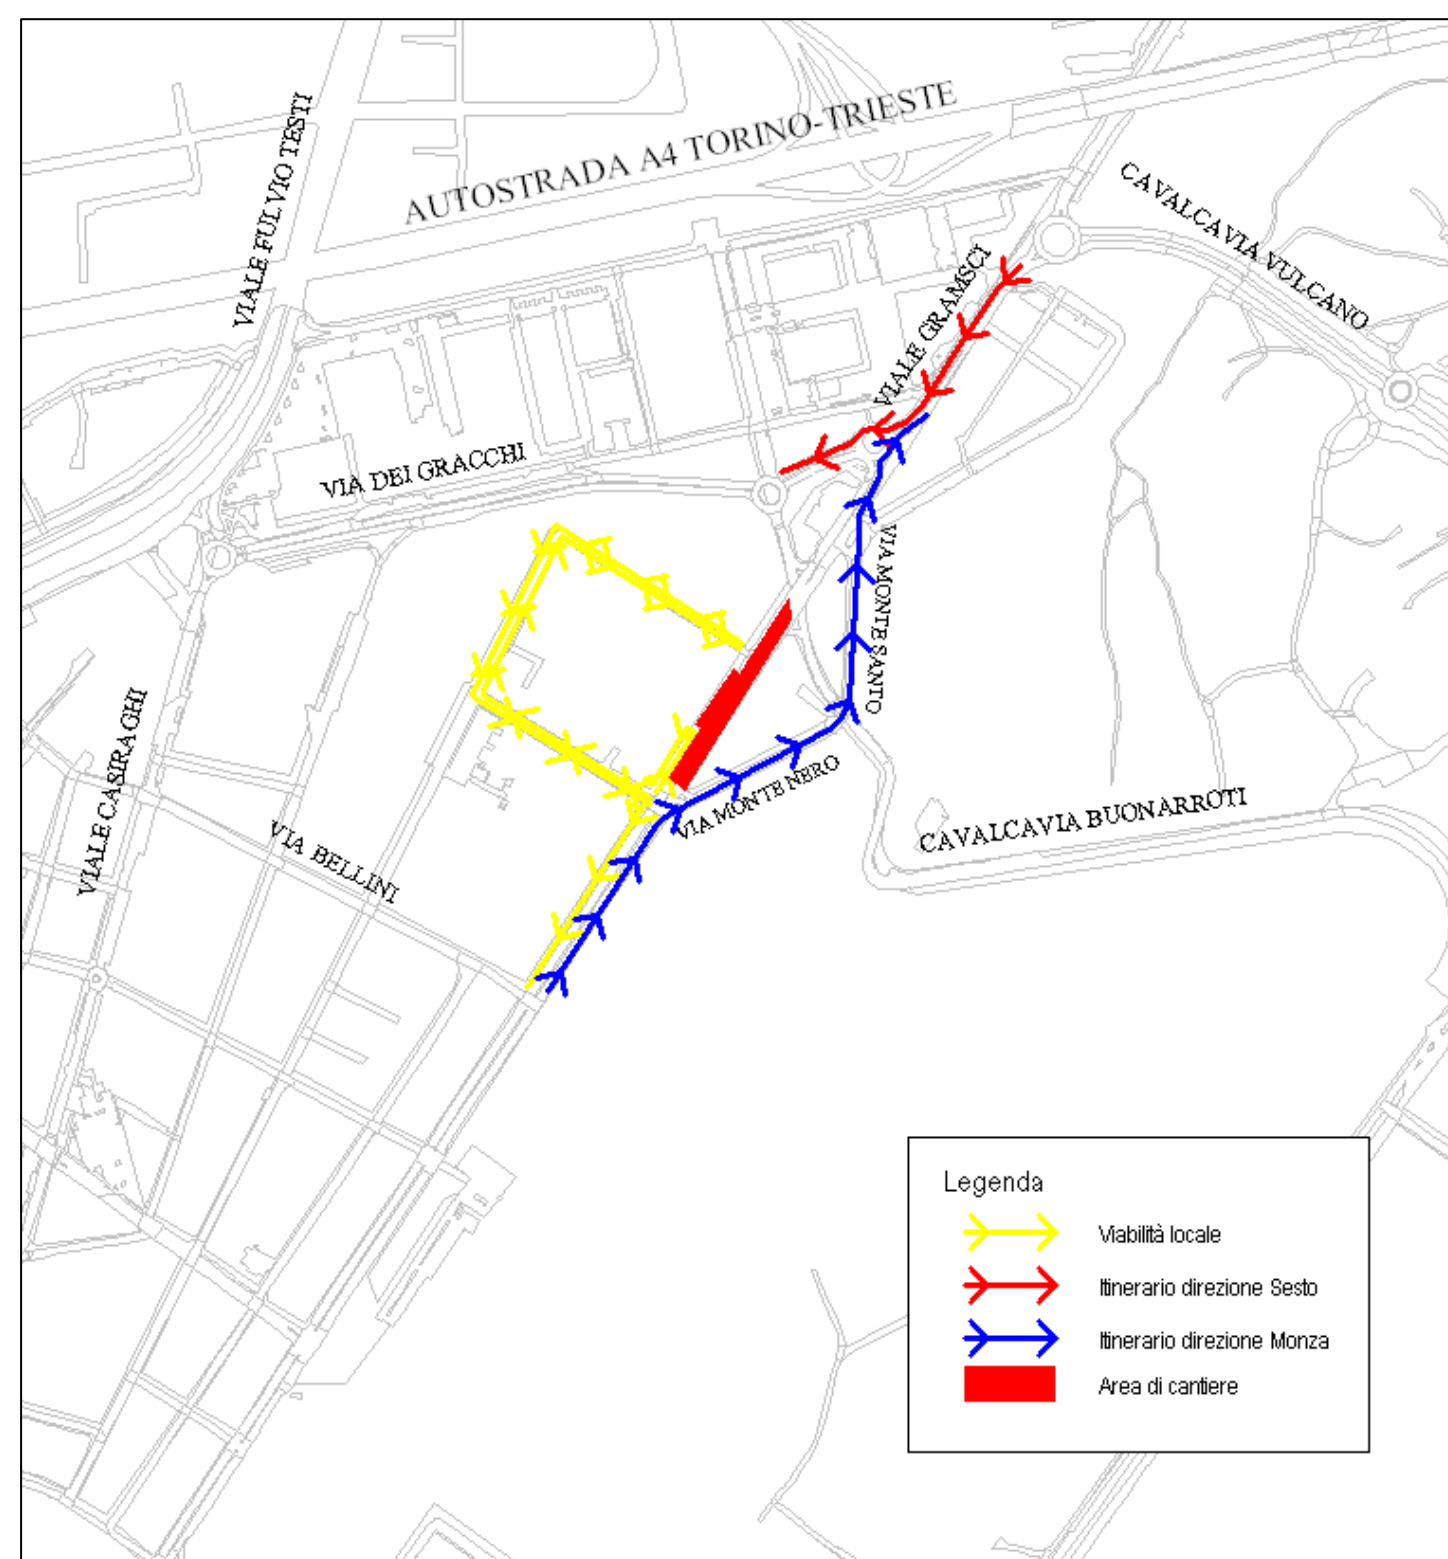 AUTOSTRADA A4 TORINO-TRIESTE
VIALE FULVIO TESTI
CAVALCAVIA VULCANO
VIALE GRAMSCI
VIA DEI GRACCHI
VIA MONTE SANTO
VIALE CASIRAGHI
VIA BELLINI
VIA MONTE NERO
CAVALCAVIA BUONARROTI
Legenda
Viabilità locale
Itinerario direzione Sesto
Itinerario direzione Monza
Area di cantiere